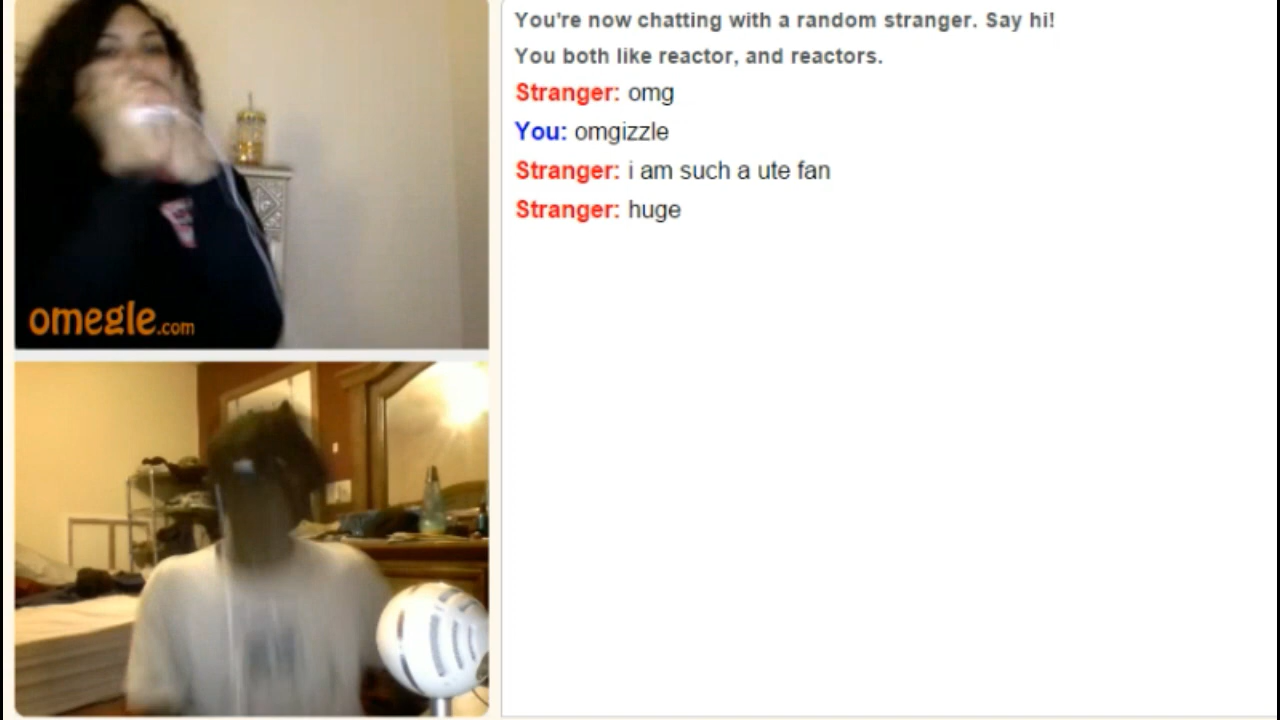 You're now chatting with a random stranger. Say hi!
You both like reactor, and reactors.
Stranger: omg
You: omgizzle
Stranger: i am such a ute fan
Stranger: huge
omegle.com